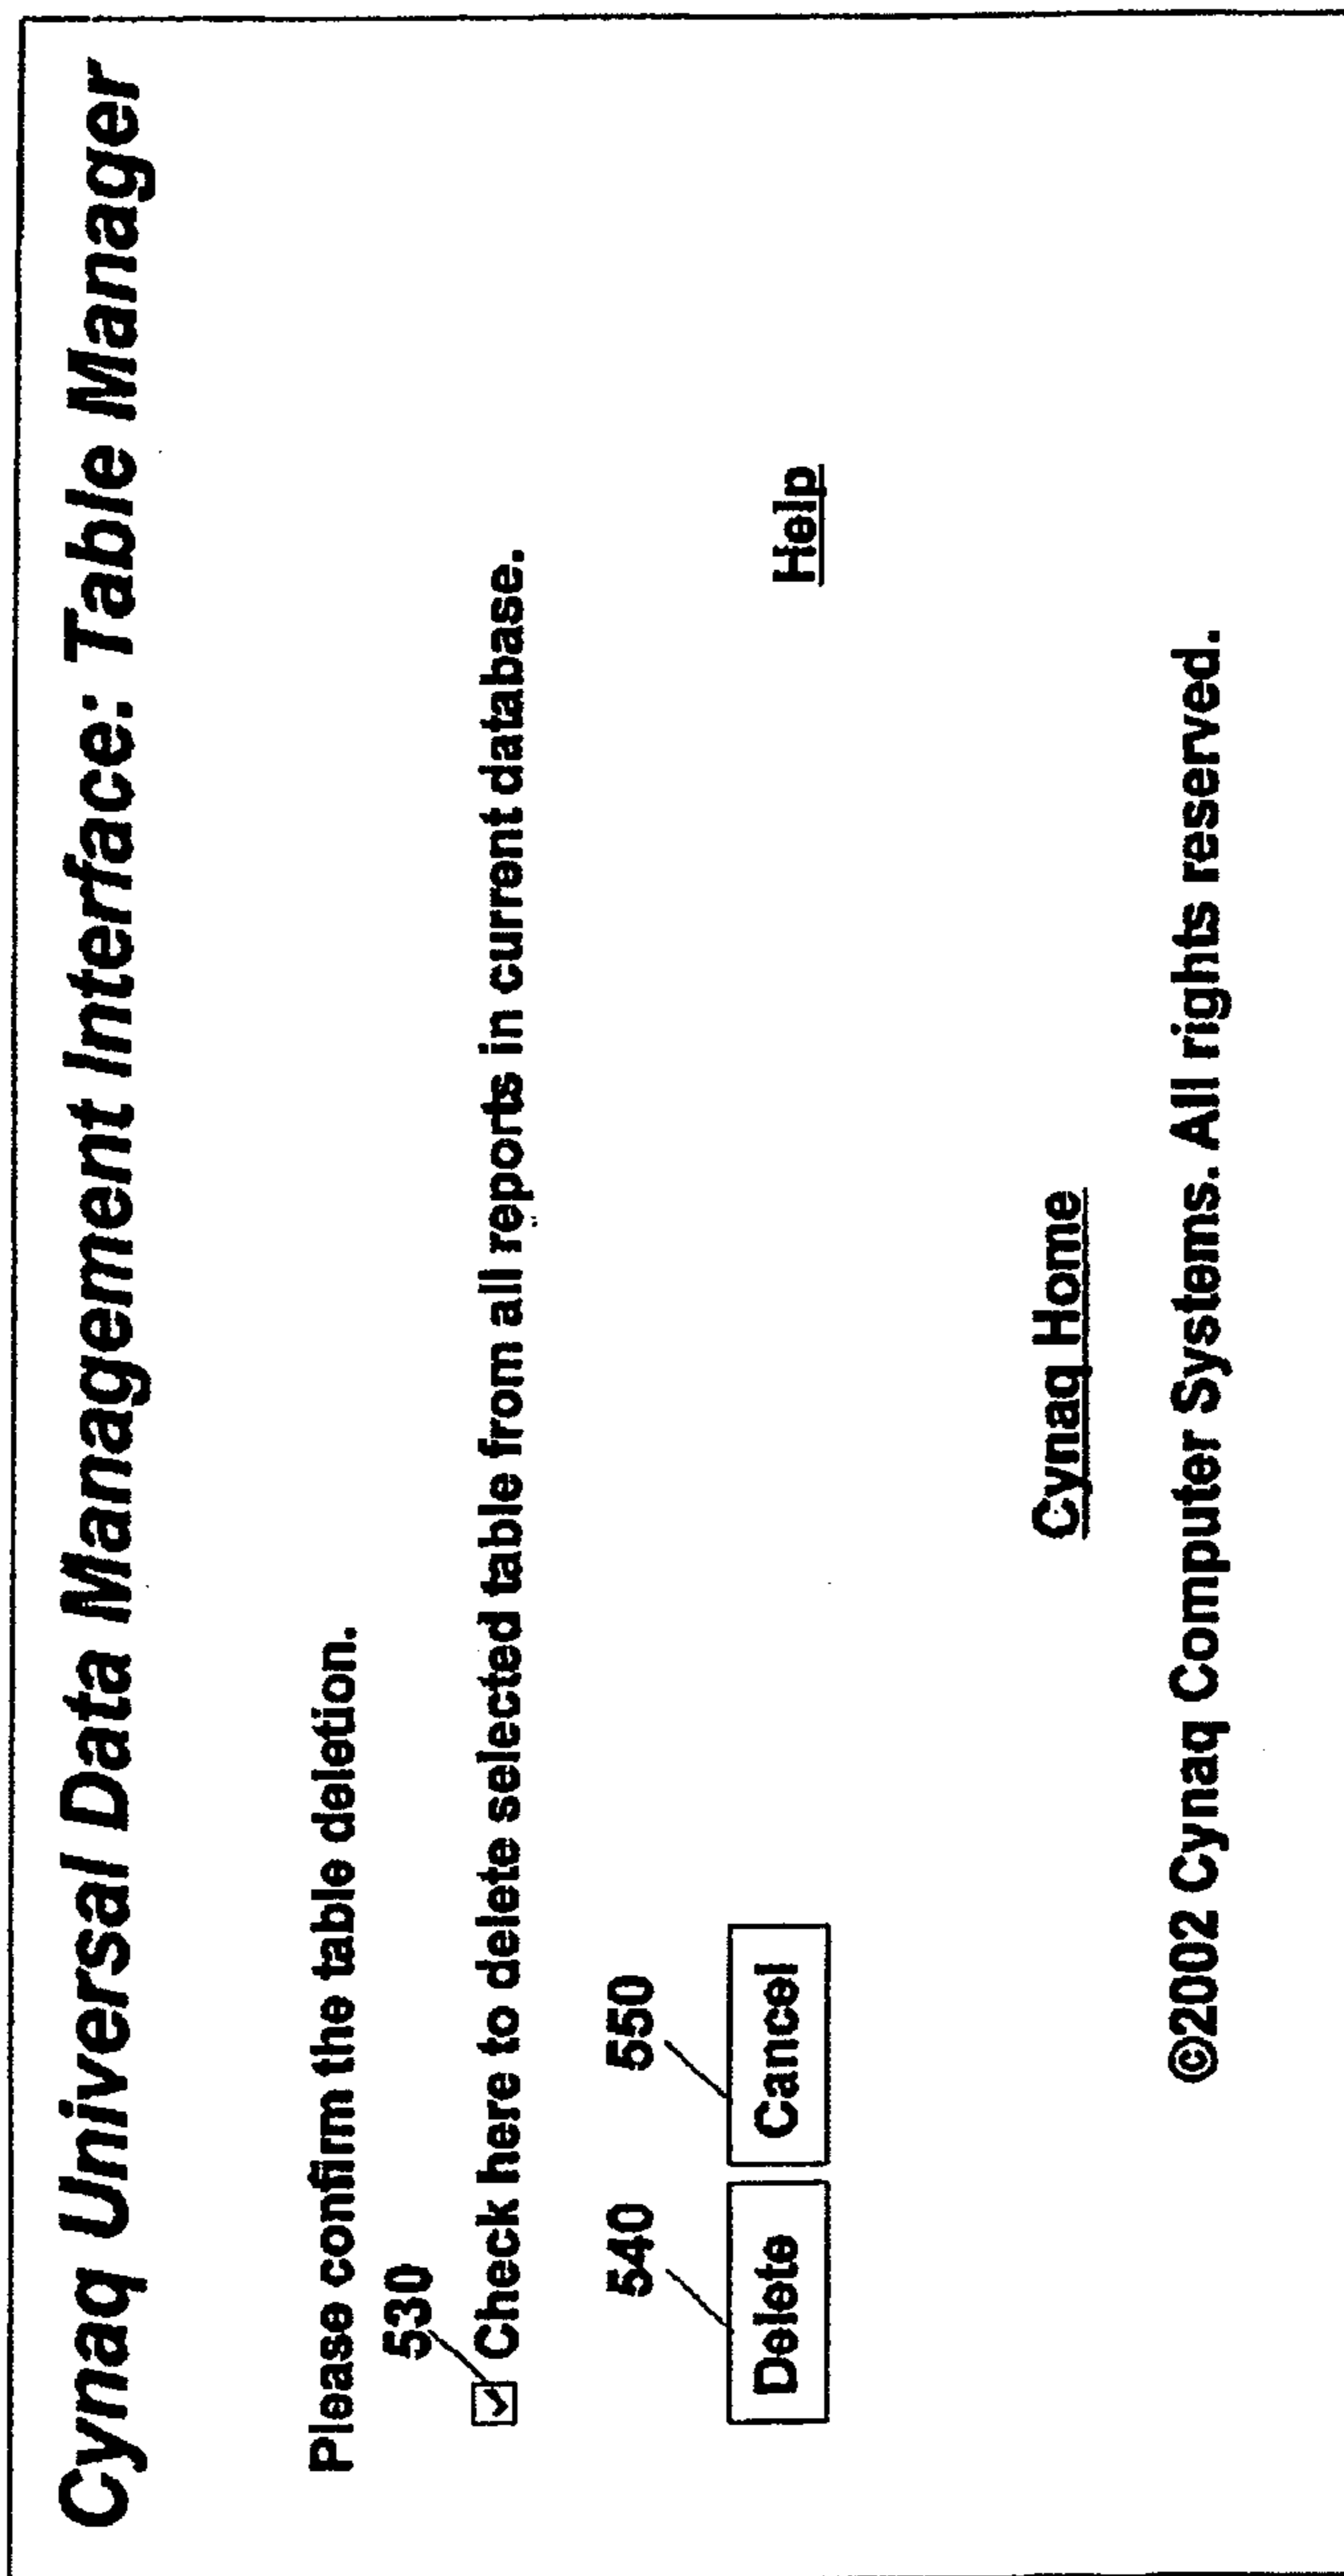 Cynaq Universal Data Management Interface: Table Manager
Please confirm the table deletion.
530
Check here to delete selected table from all reports in current database.
540 550
Delete Cancel
Help
Cynaq Home
©2002 Cynaq Computer Systems. All rights reserved.